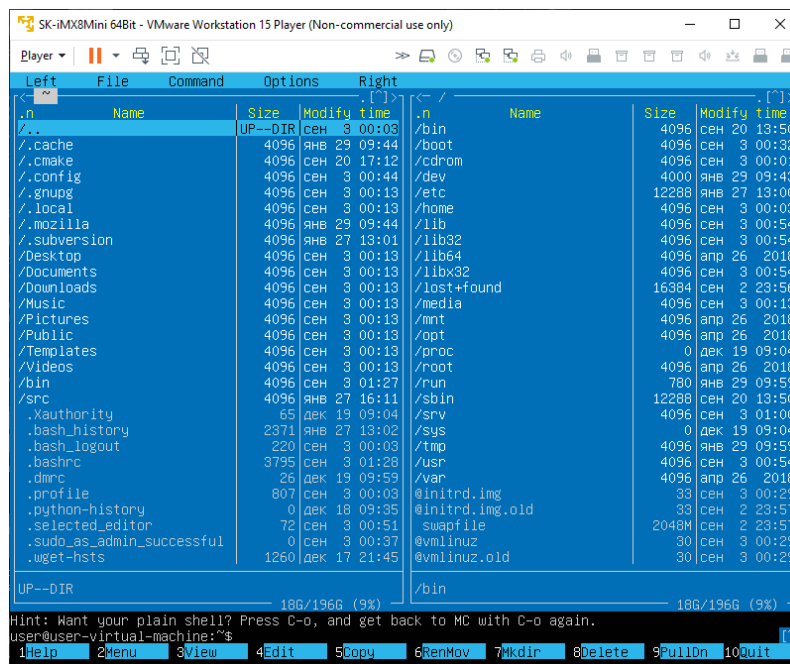 SK-iMX8Mini 64Bit - VMware Workstation 15 Player (Non-commercial use only)
Player
Left File Command Options Right
<- ~ .[^]> <- / .[^]>
.n Name Size Modify time .n Name Size Modify time
/.. UP--DIR сен 3 00:03 /bin 4096 сен 20 13:50
/.cache 4096 янв 29 09:44 /boot 4096 сен 3 00:32
/.cmake 4096 сен 20 17:12 /cdrom 4096 сен 3 00:01
/.config 4096 сен 3 00:44 /dev 4000 янв 29 09:43
/.gnupg 4096 сен 3 00:13 /etc 12288 янв 27 13:00
/.local 4096 сен 3 00:13 /home 4096 сен 3 00:03
/.mozilla 4096 янв 29 09:44 /lib 4096 сен 3 00:54
/.subversion 4096 янв 27 13:01 /lib32 4096 сен 3 00:54
/Desktop 4096 сен 3 00:13 /lib64 4096 апр 26 2018
/Documents 4096 сен 3 00:13 /libx32 4096 сен 3 00:54
/Downloads 4096 сен 3 00:13 /lost+found 16384 сен 2 23:56
/Music 4096 сен 3 00:13 /media 4096 сен 3 00:13
/Pictures 4096 сен 3 00:13 /mnt 4096 апр 26 2018
/Public 4096 сен 3 00:13 /opt 4096 апр 26 2018
/Templates 4096 сен 3 00:13 /proc 0 дек 19 09:04
/Videos 4096 сен 3 00:13 /root 4096 апр 26 2018
/bin 4096 сен 3 01:27 /run 780 янв 29 09:59
/src 4096 янв 27 16:11 /sbin 12288 сен 20 13:50
.Xauthority 65 дек 19 09:04 /srv 4096 сен 3 01:00
.bash_history 2371 янв 27 13:02 /sys 0 дек 19 09:04
.bash_logout 220 сен 3 00:03 /tmp 4096 янв 29 09:59
.bashrc 3795 сен 3 01:28 /usr 4096 сен 3 00:54
.dmrc 26 дек 19 09:59 /var 4096 апр 26 2018
.profile 807 сен 3 00:03 @initrd.img 33 сен 3 00:29
.python-history 0 дек 18 09:35 @initrd.img.old 33 сен 2 23:57
.selected_editor 72 сен 3 00:51 swapfile 2048M сен 2 23:57
.sudo_as_admin_successful 0 сен 3 00:37 @vmlinuz 30 сен 3 00:29
.wget-hsts 1260 дек 17 21:45 @vmlinuz.old 30 сен 3 00:29
UP--DIR /bin
18G/196G (9%) 18G/196G (9%)
Hint: Want your plain shell? Press C-o, and get back to MC with C-o again.
user@user-virtual-machine:~$ [
1Help 2Menu 3View 4Edit 5Copy 6RenMov 7Mkdir 8Delete 9PullDn 10Quit